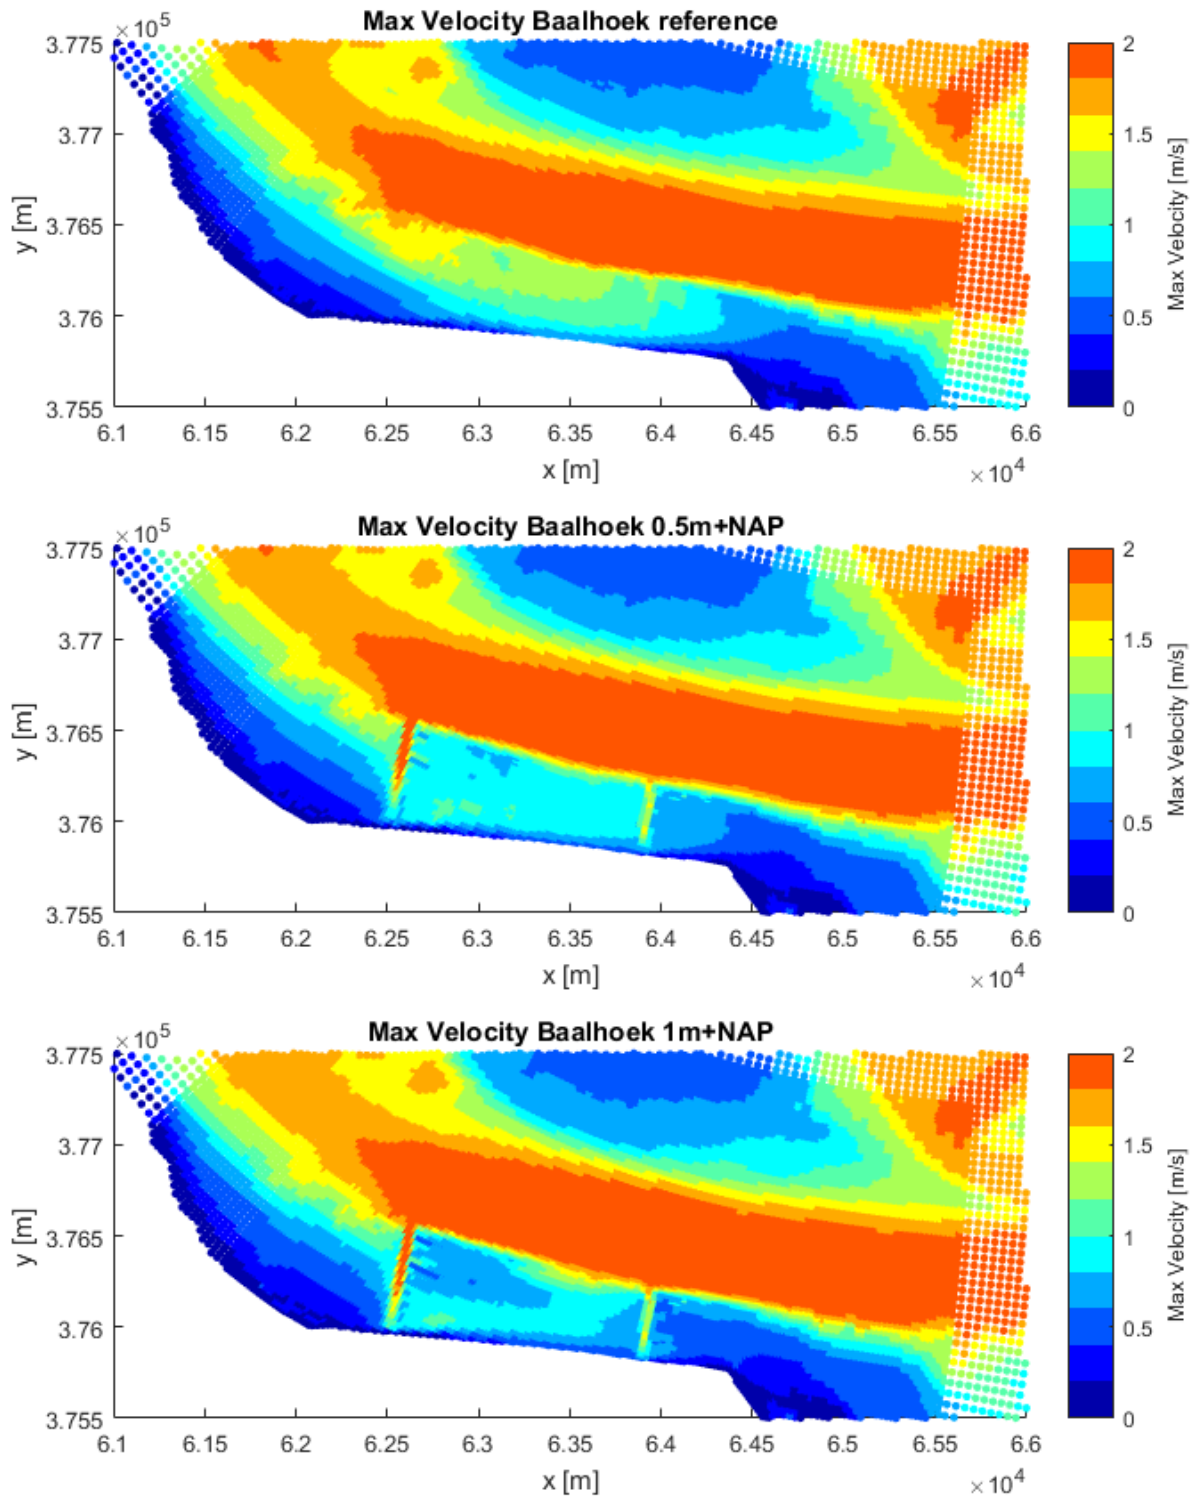 Max Velocity Baalhoek reference
× 10^5
3.775
3.77
3.765
3.76
3.755
y [m]
6.1 6.15 6.2 6.25 6.3 6.35 6.4 6.45 6.5 6.55 6.6
x [m]
× 10^4
2
1.5
1
0.5
0
Max Velocity [m/s]
Max Velocity Baalhoek 0.5m+NAP
× 10^5
3.775
3.77
3.765
3.76
3.755
y [m]
6.1 6.15 6.2 6.25 6.3 6.35 6.4 6.45 6.5 6.55 6.6
x [m]
× 10^4
2
1.5
1
0.5
0
Max Velocity [m/s]
Max Velocity Baalhoek 1m+NAP
× 10^5
3.775
3.77
3.765
3.76
3.755
y [m]
6.1 6.15 6.2 6.25 6.3 6.35 6.4 6.45 6.5 6.55 6.6
x [m]
× 10^4
2
1.5
1
0.5
0
Max Velocity [m/s]